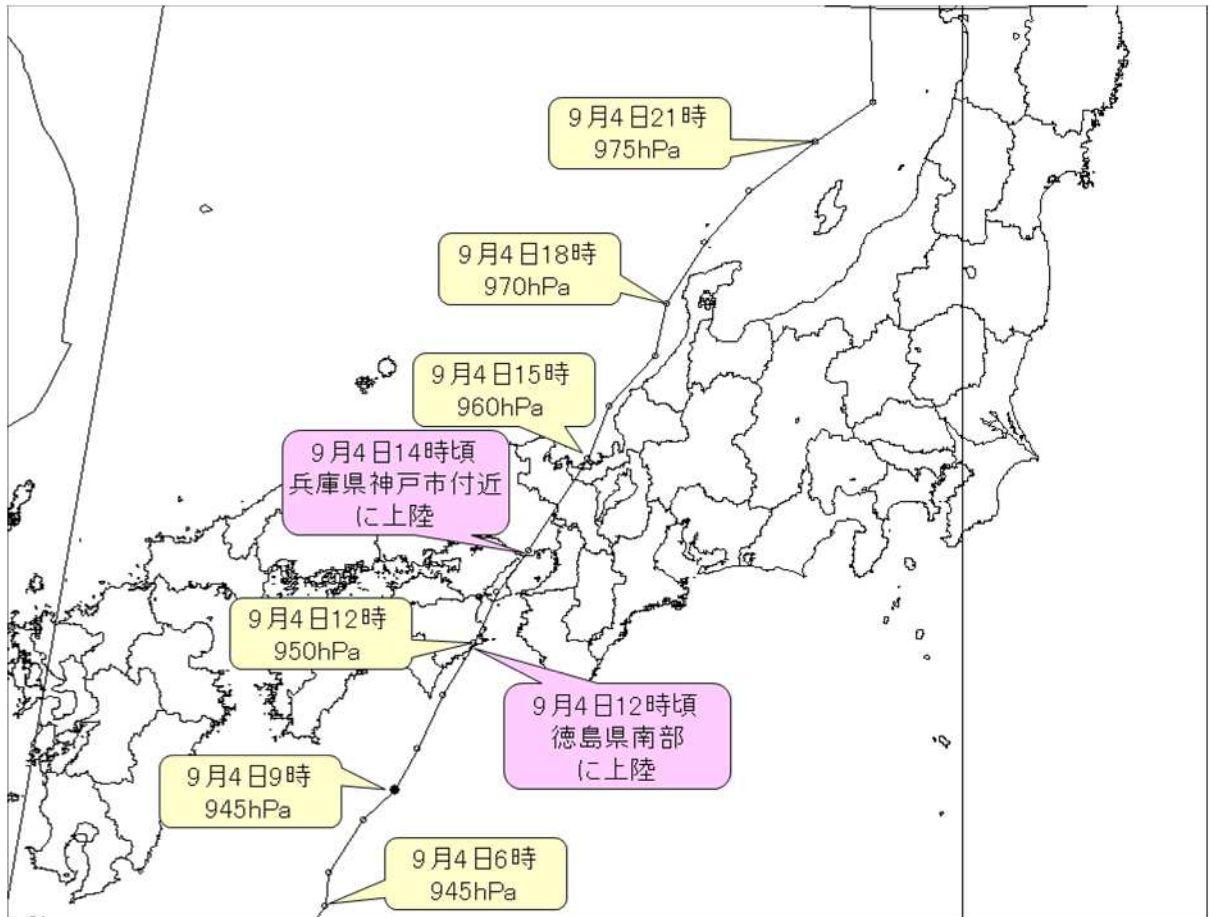 9月4日21時
975hPa
9月4日18時
970hPa
9月4日15時
960hPa
9月4日14時頃
兵庫県神戸市付近
に上陸
9月4日12時
950hPa
9月4日12時頃
徳島県南部
に上陸
9月4日9時
945hPa
9月4日6時
945hPa